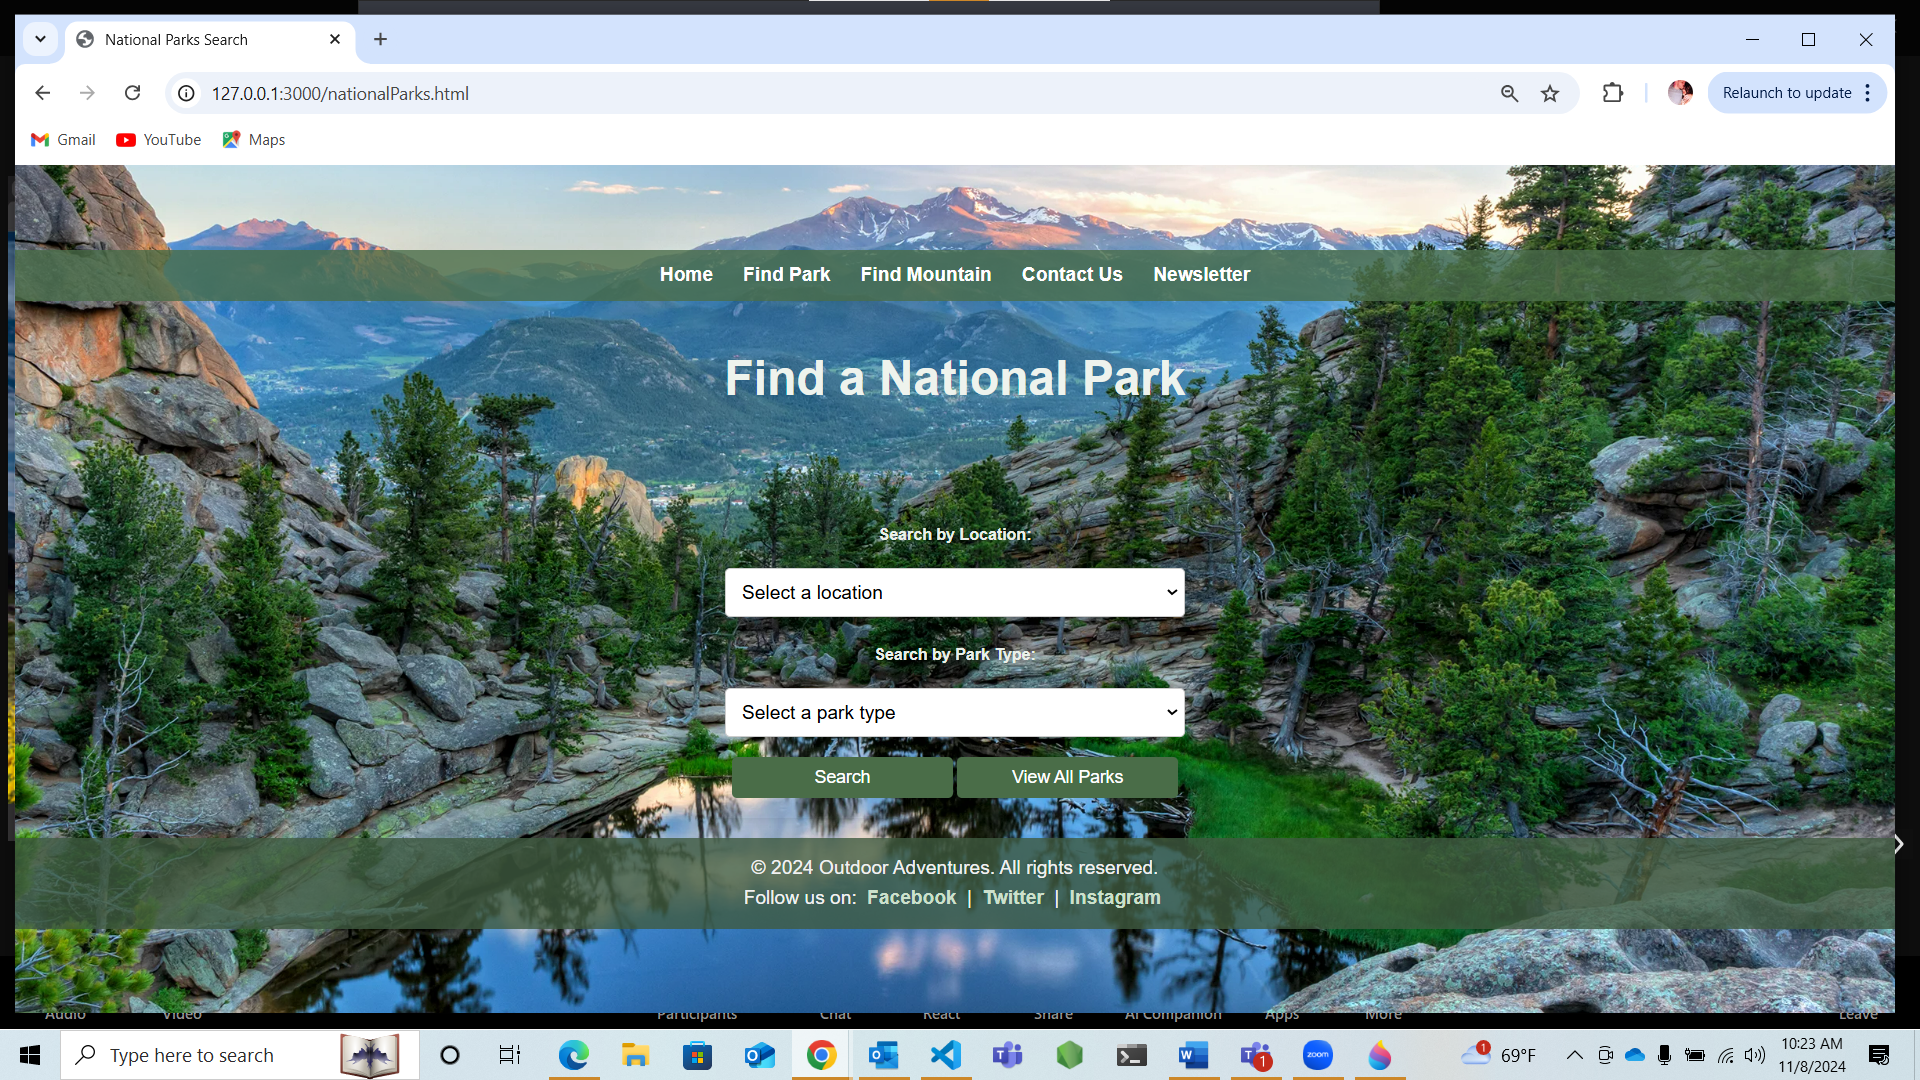 National Parks Search
127.0.0.1:3000/nationalParks.html
Relaunch to update
Gmail YouTube Maps
Home Find Park Find Mountain Contact Us Newsletter
Find a National Park
Search by Location:
Select a location
Search by Park Type:
Select a park type
Search View All Parks
© 2024 Outdoor Adventures. All rights reserved.
Follow us on: Facebook | Twitter | Instagram
Audio Video Participants Chat React Share AI Companion Apps More Leave
Type here to search
zoom
1
1
69°F
10:23 AM
11/8/2024